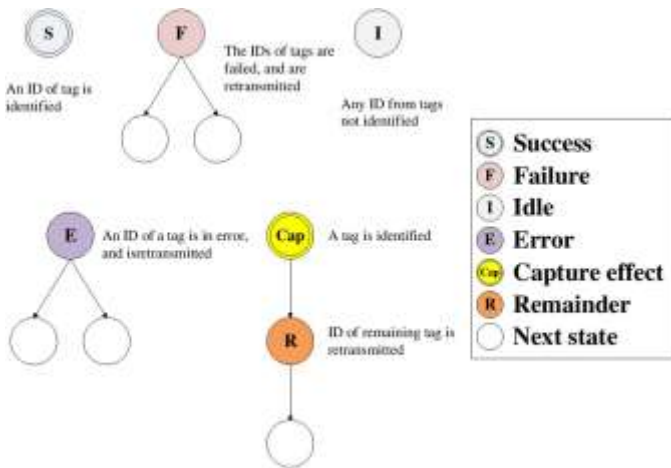 S
F
I
An ID of tag is
identified
The IDs of tags are
failed, and are
retransmitted
Any ID from tags
not identified
E
An ID of a tag is in error,
and isretransmitted
Cap
A tag is identified
R
ID of remaining tag is
retransmitted
S Success
F Failure
I Idle
E Error
Cap Capture effect
R Remainder
Next state